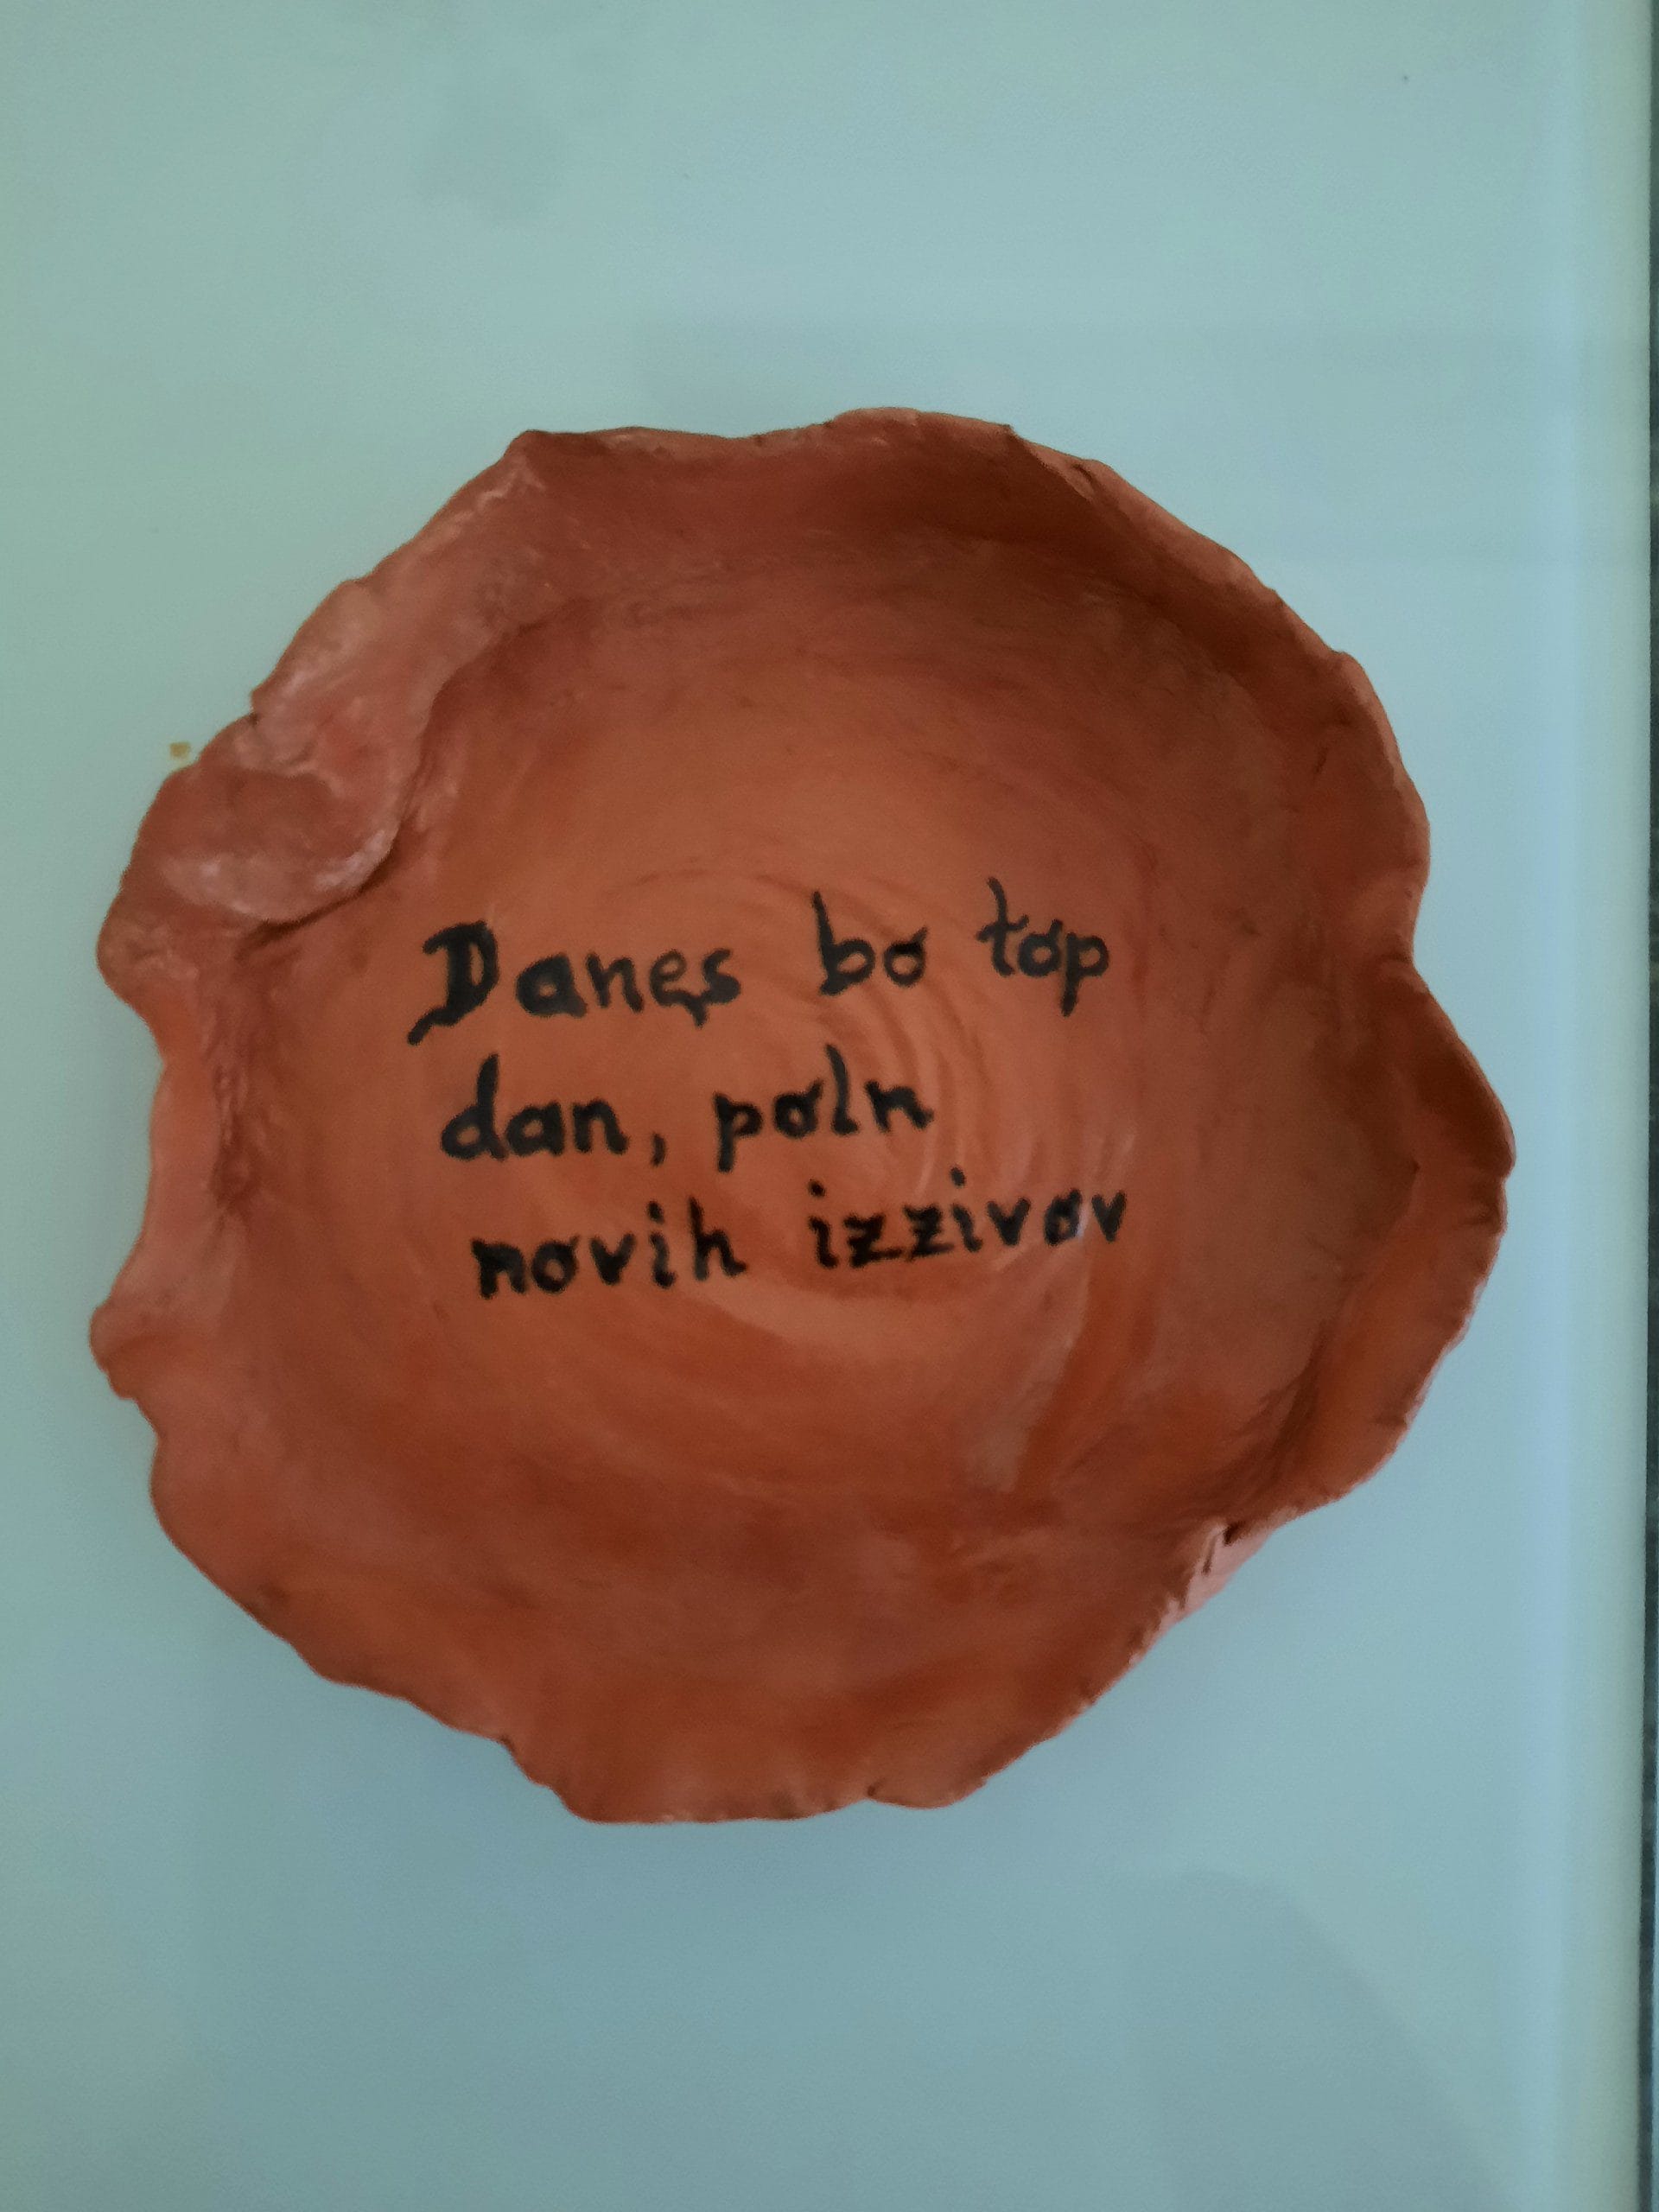 Danes bo top
dan, poln
novih izzivov